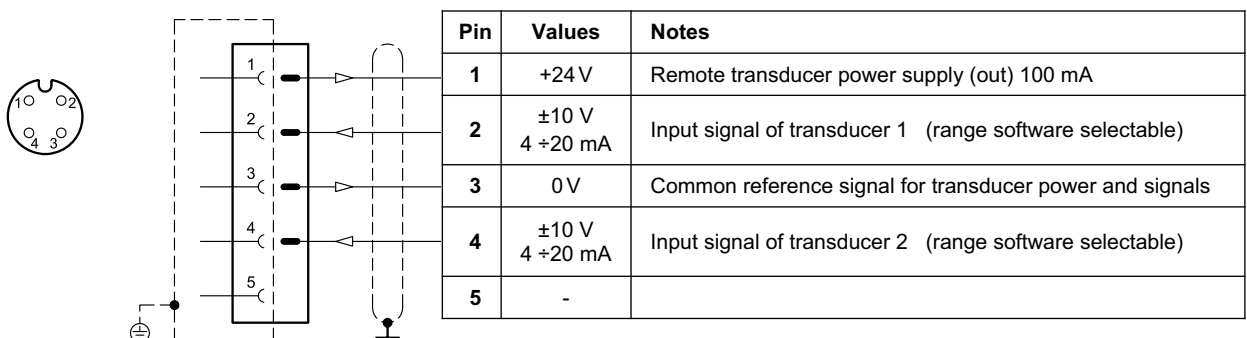 1 2
4 3
1
2
3
4
5
Pin Values Notes
1 +24 V Remote transducer power supply (out) 100 mA
2 ±10 V 4 ÷20 mA Input signal of transducer 1 (range software selectable)
3 0 V Common reference signal for transducer power and signals
4 ±10 V 4 ÷20 mA Input signal of transducer 2 (range software selectable)
5 -